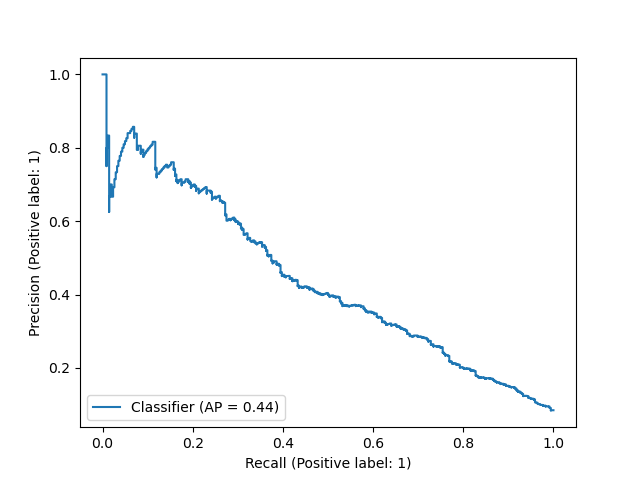 1.0
0.8
0.6
0.4
0.2
Precision (Positive label: 1)
Classifier (AP = 0.44)
0.0 0.2 0.4 0.6 0.8 1.0
Recall (Positive label: 1)